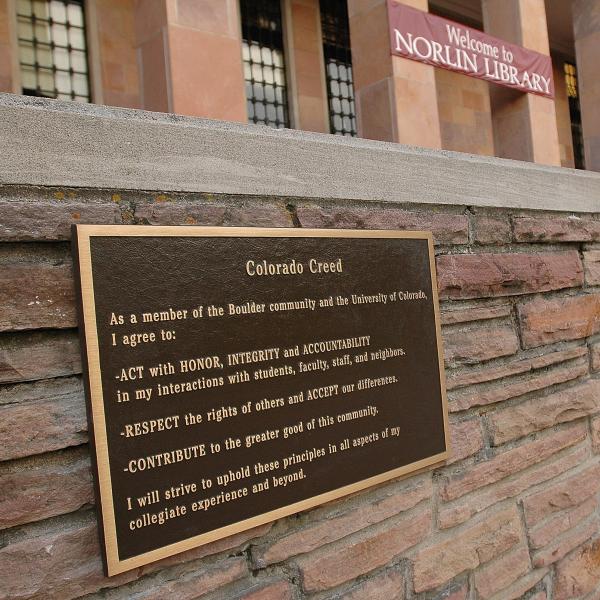 Welcome to
NORLIN LIBRARY
Colorado Creed
As a member of the Boulder community and the University of Colorado,
I agree to:
-ACT with HONOR, INTEGRITY and ACCOUNTABILITY
in my interactions with students, faculty, staff, and neighbors.
-RESPECT the rights of others and ACCEPT our differences.
-CONTRIBUTE to the greater good of this community.
I will strive to uphold these principles in all aspects of my
collegiate experience and beyond.